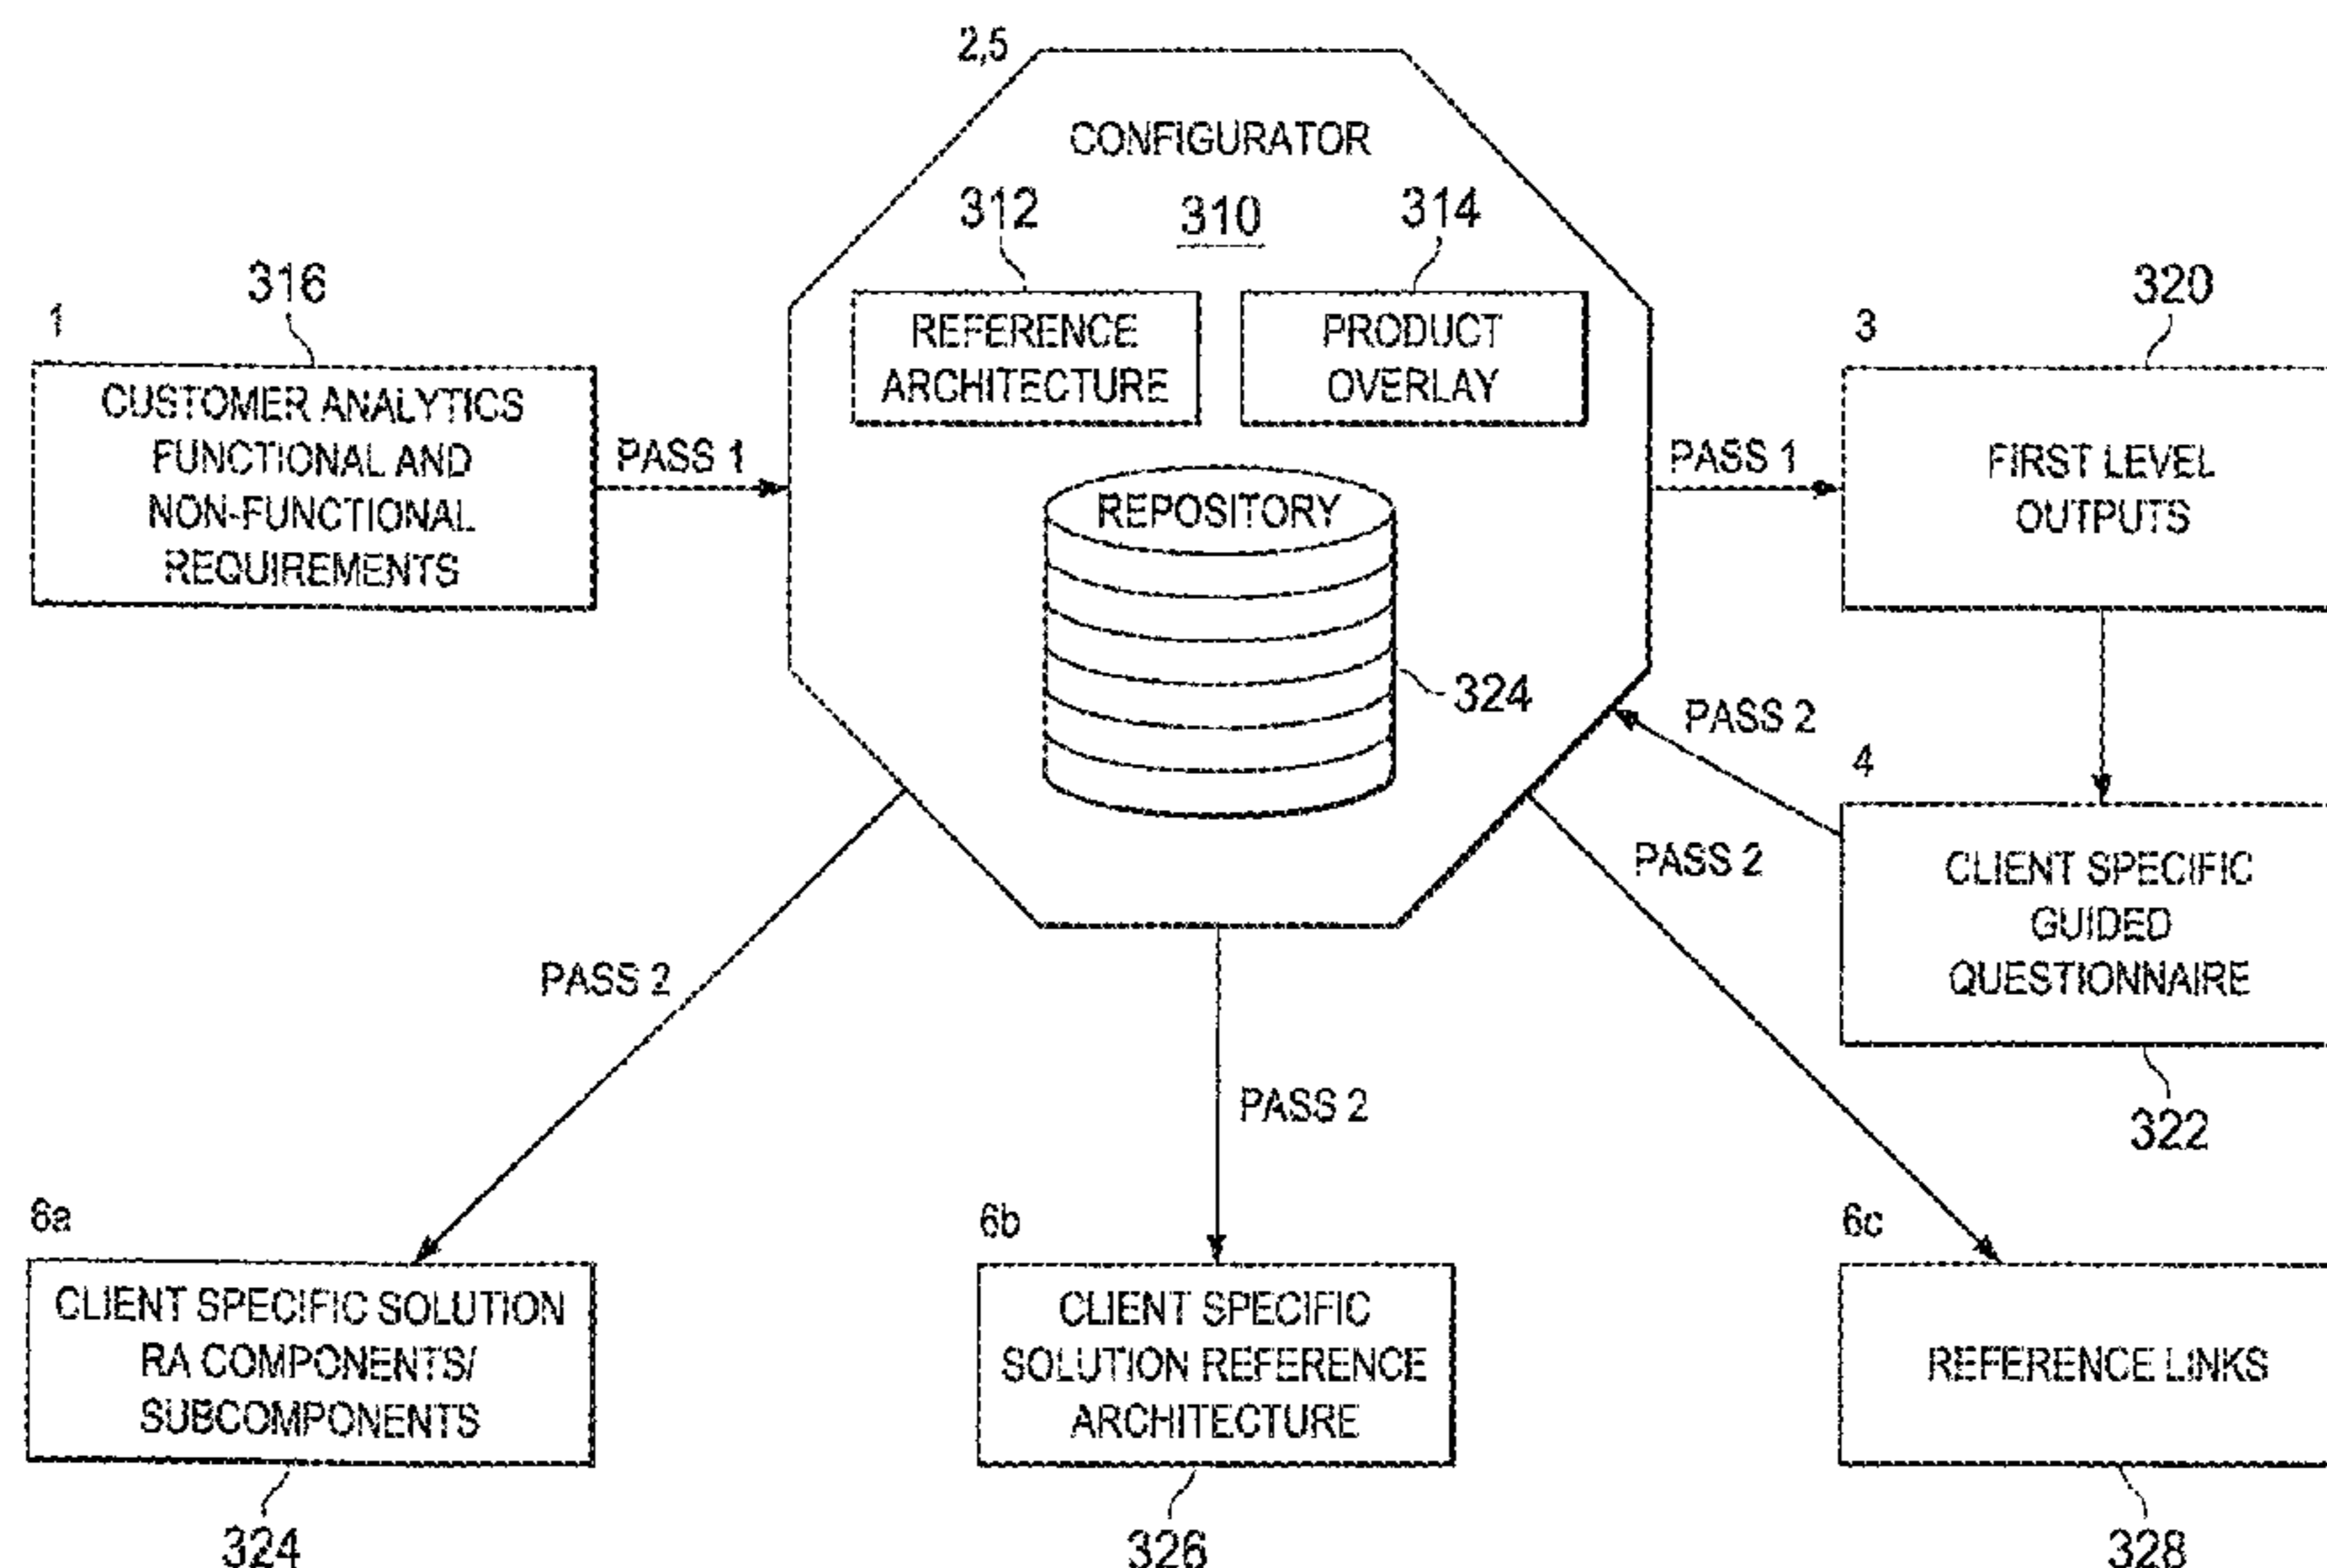 2,5
CONFIGURATOR
312
310
314
REFERENCE
ARCHITECTURE
PRODUCT
OVERLAY
REPOSITORY
324
1
316
CUSTOMER ANALYTICS
FUNCTIONAL AND
NON-FUNCTIONAL
REQUIREMENTS
PASS 1
PASS 1
3
320
FIRST LEVEL
OUTPUTS
PASS 2
4
CLIENT SPECIFIC
GUIDED
QUESTIONNAIRE
322
PASS 2
PASS 2
PASS 2
6a
CLIENT SPECIFIC SOLUTION
RA COMPONENTS/
SUBCOMPONENTS
324
6b
CLIENT SPECIFIC
SOLUTION REFERENCE
ARCHITECTURE
326
6c
REFERENCE LINKS
328